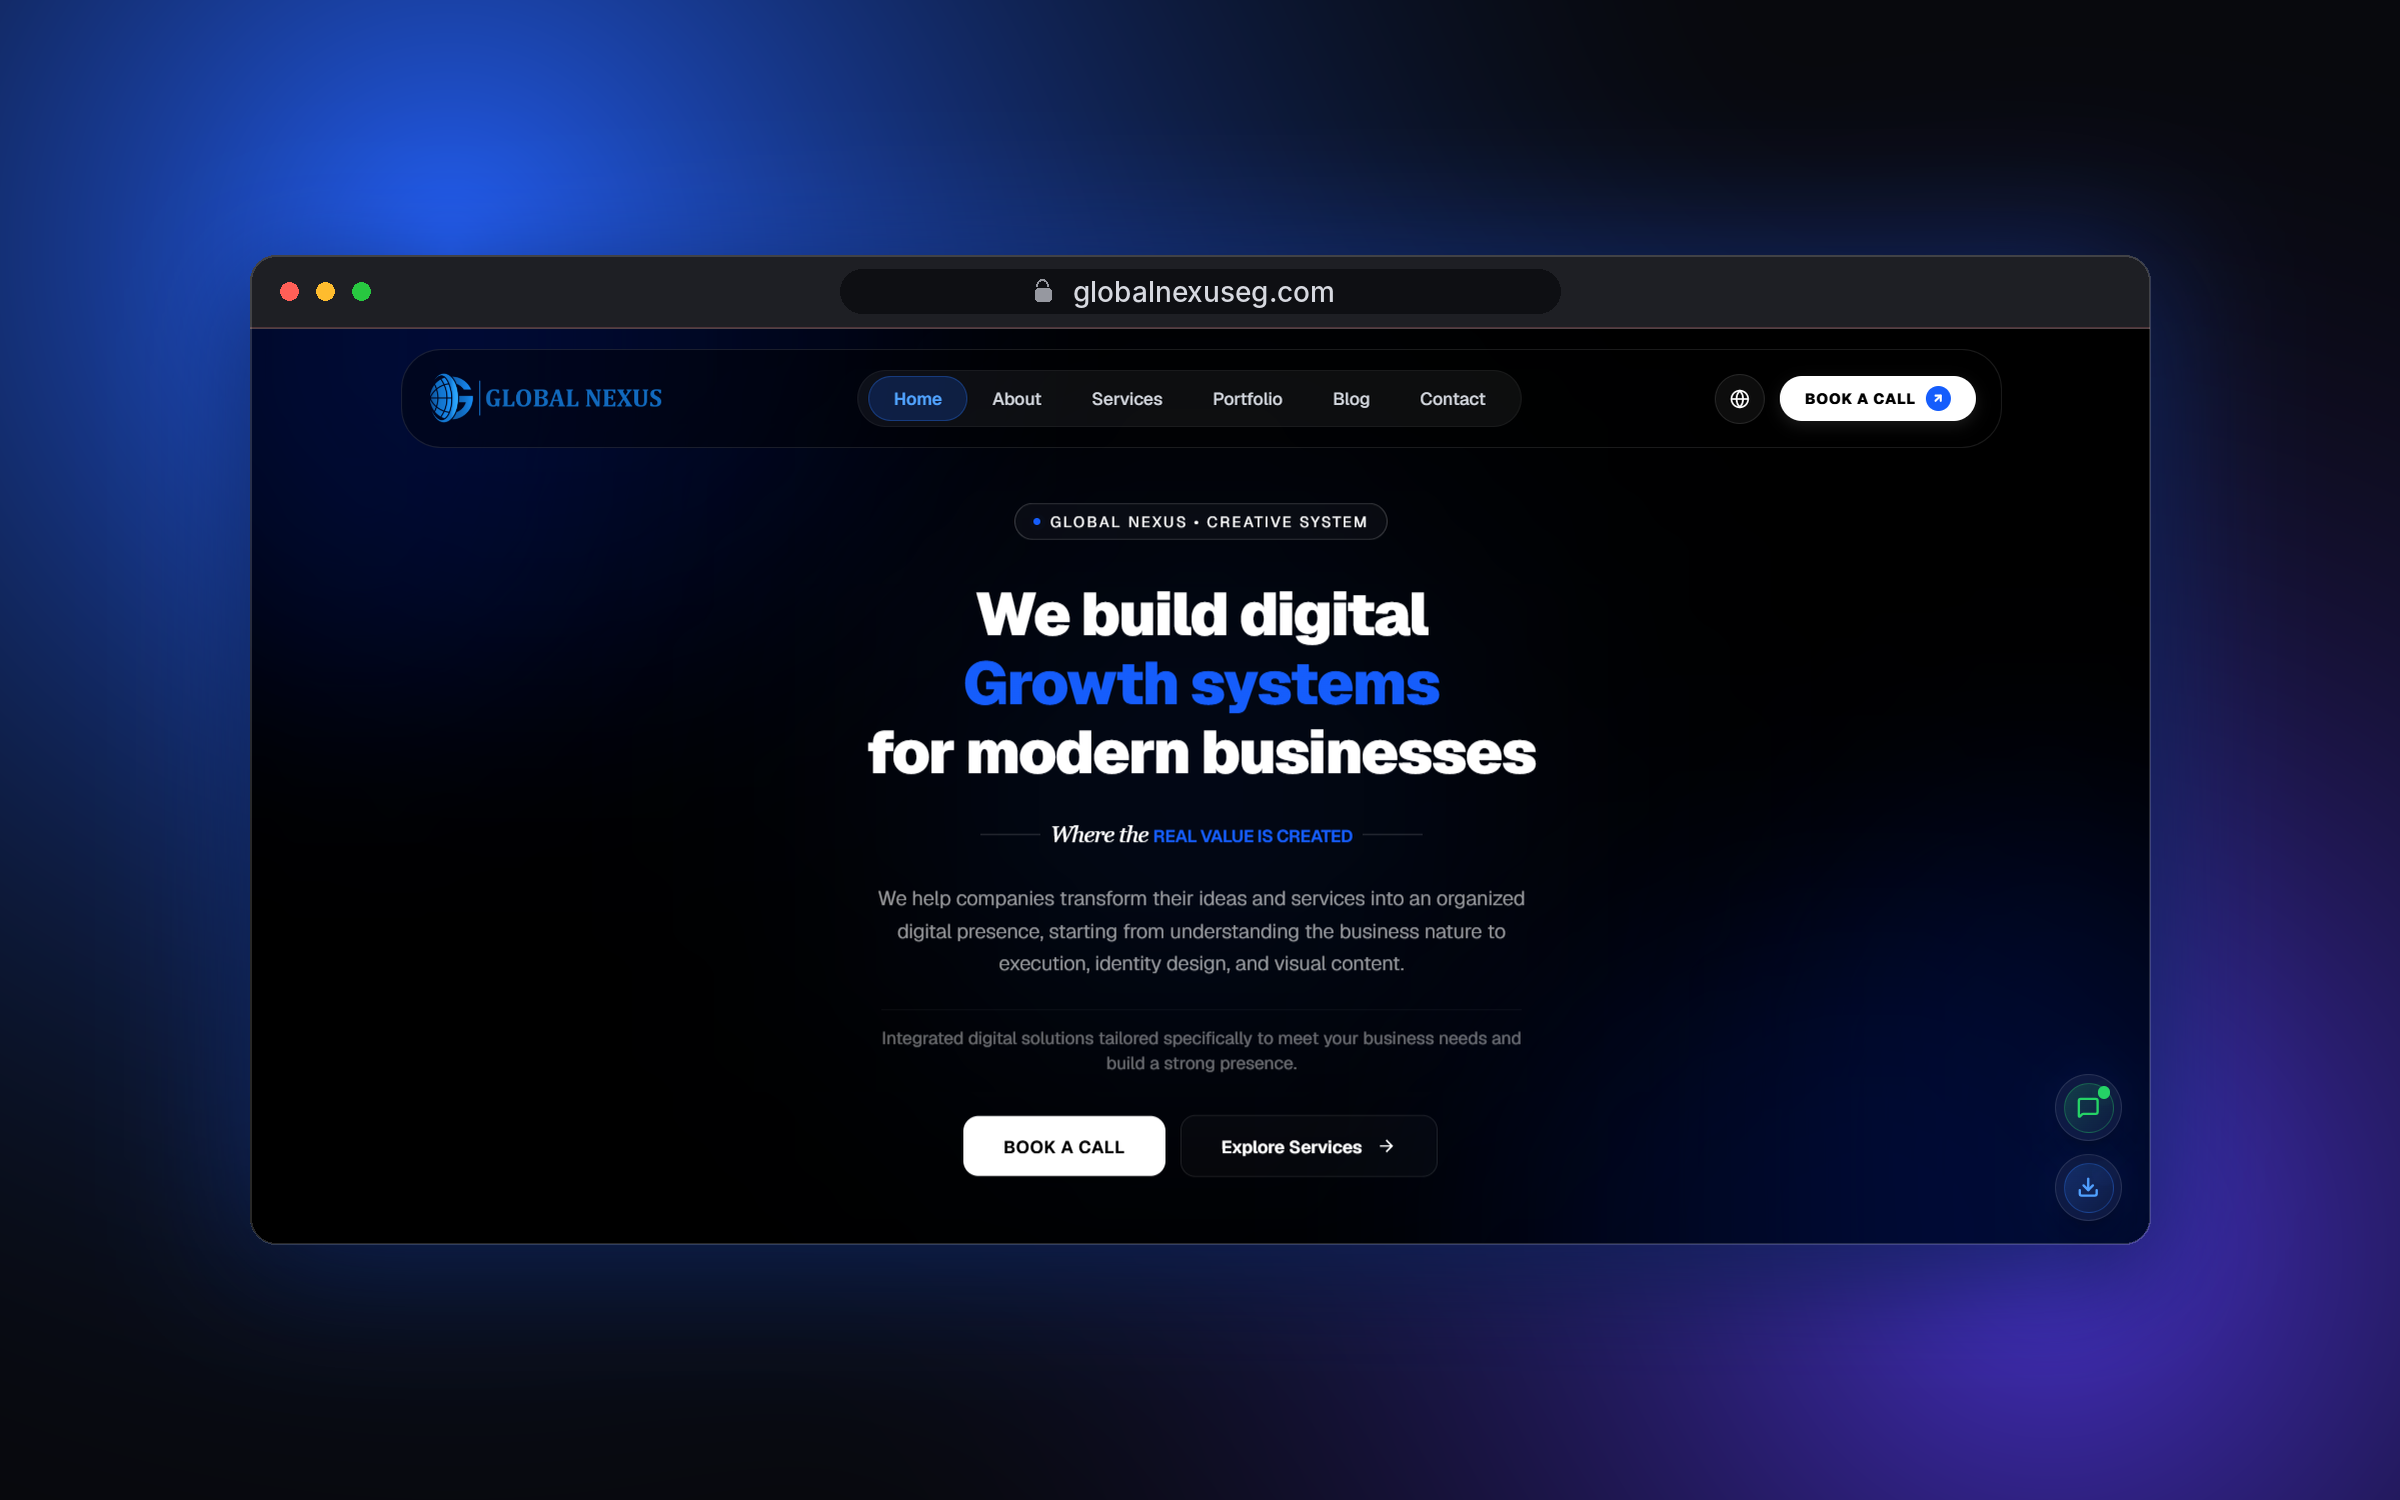 globalnexuseg.com
GLOBAL NEXUS
Home
About
Services
Portfolio
Blog
Contact
BOOK A CALL
GLOBAL NEXUS • CREATIVE SYSTEM
We build digital
Growth systems
for modern businesses
Where the REAL VALUE IS CREATED
We help companies transform their ideas and services into an organized
digital presence, starting from understanding the business nature to
execution, identity design, and visual content.
Integrated digital solutions tailored specifically to meet your business needs and
build a strong presence.
BOOK A CALL
Explore Services →